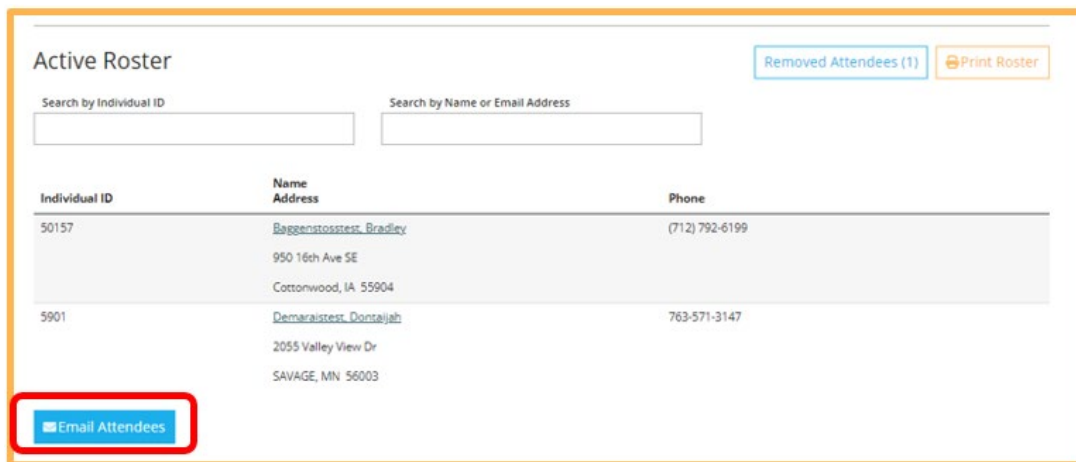 Active Roster
Removed Attendees (1)
Print Roster
Search by Individual ID
Search by Name or Email Address
Individual ID
Name
Address
Phone
50157
Baggenstosstest, Bradley
(712) 792-6199
950 16th Ave SE
Cottonwood, IA 55904
5901
Demaraistest, Dontaijah
763-571-3147
2055 Valley View Dr
SAVAGE, MN 56003
Email Attendees